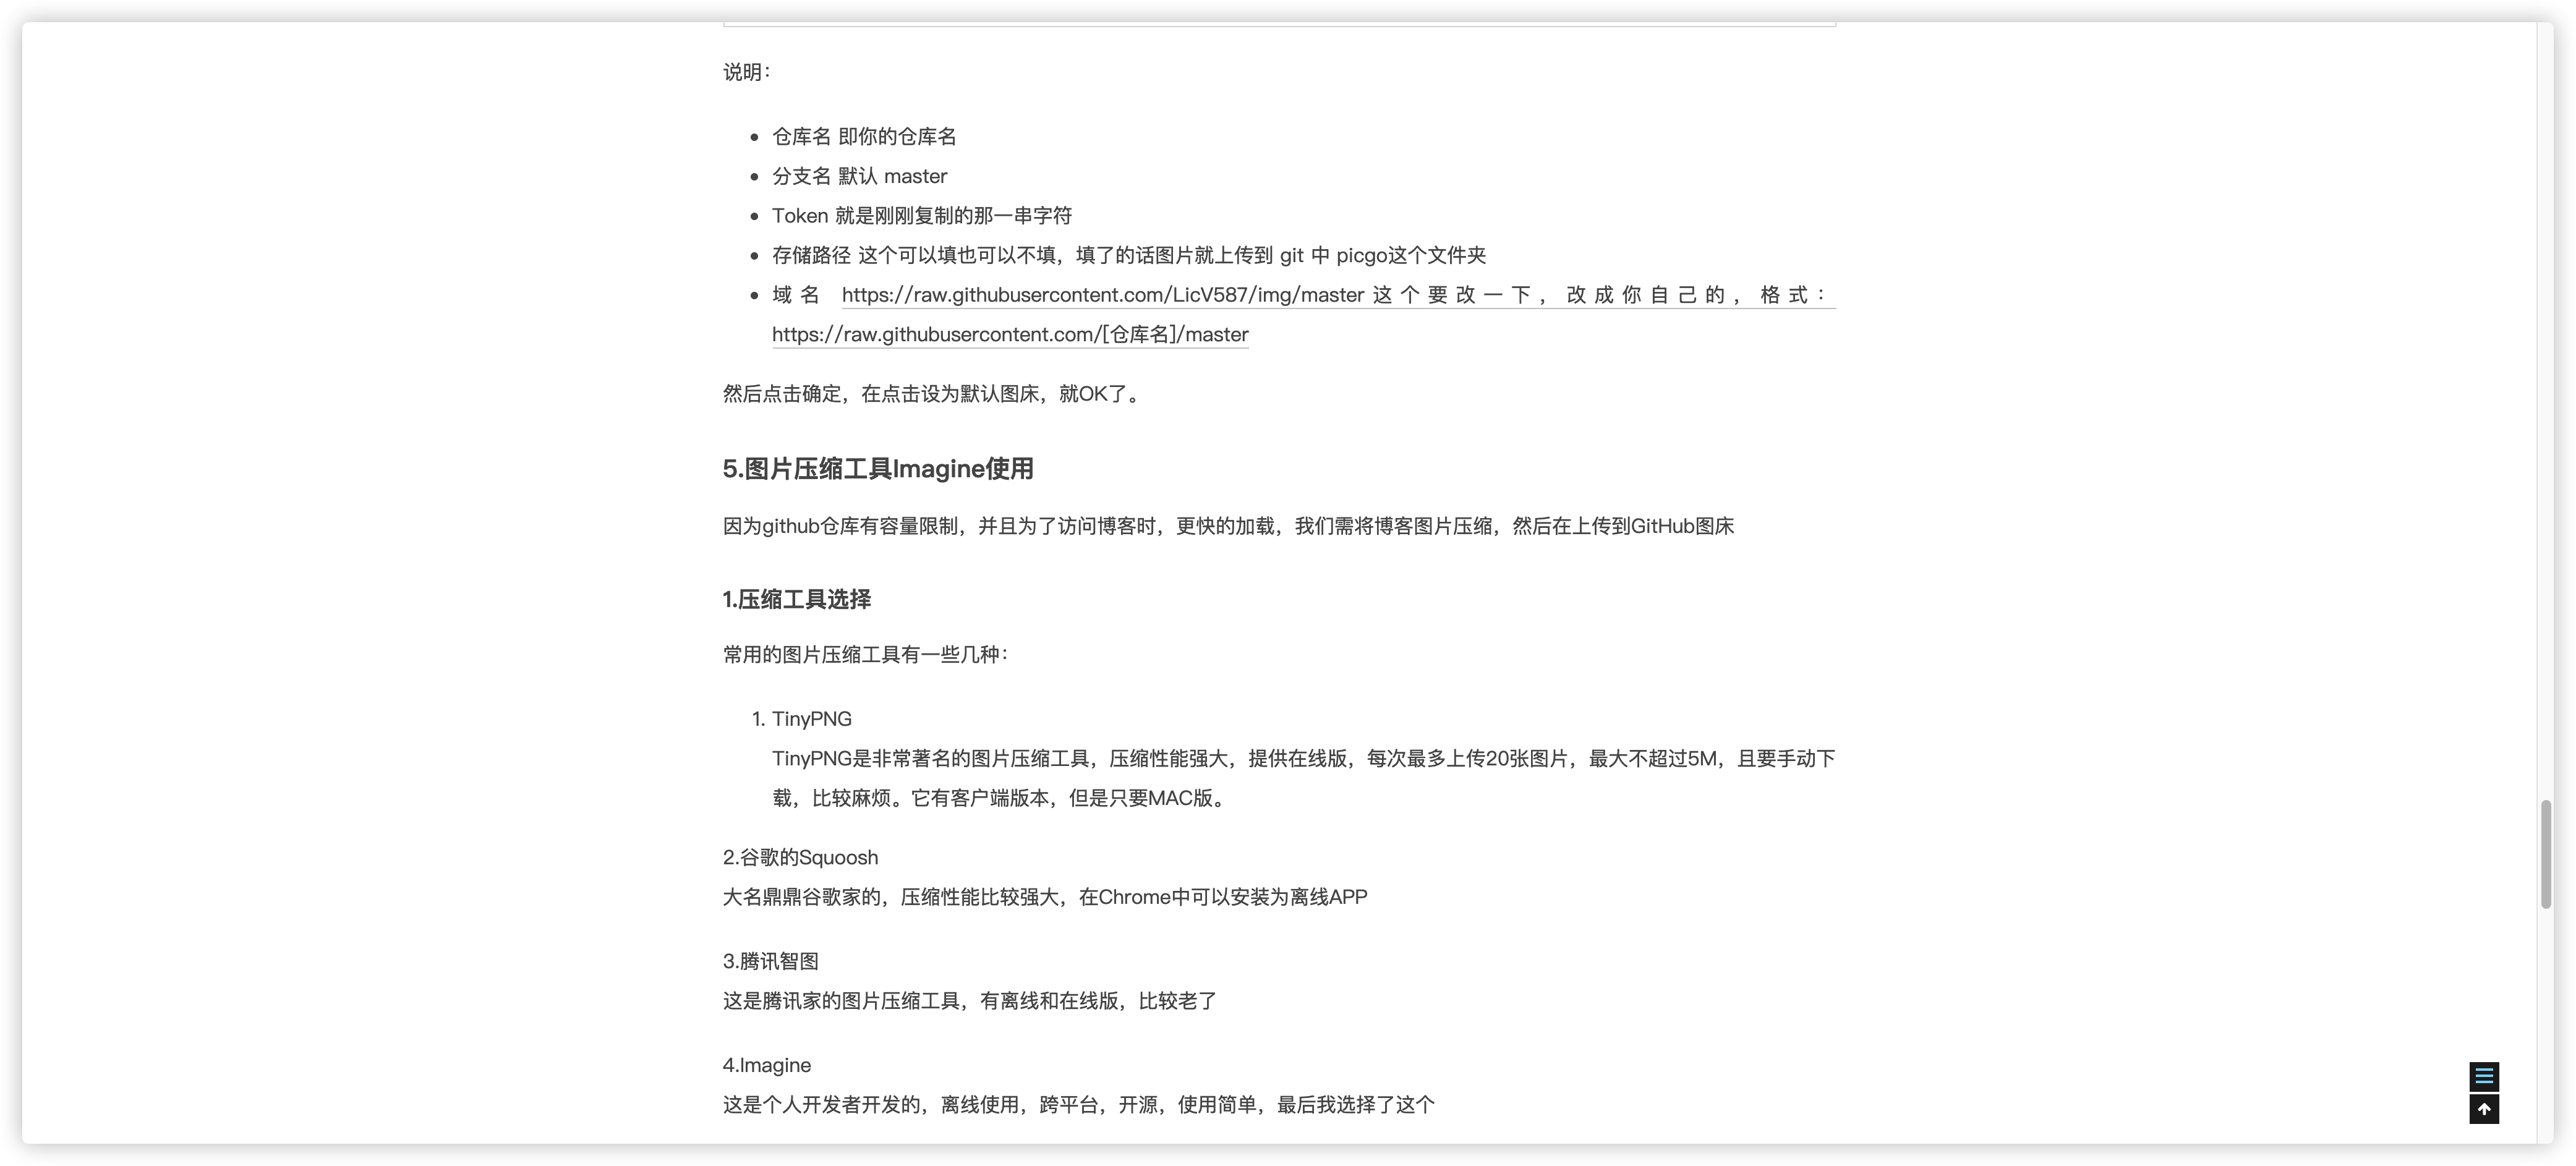 说明：
仓库名 即你的仓库名
分支名 默认 master
Token 就是刚刚复制的那一串字符
存储路径 这个可以填也可以不填，填了的话图片就上传到 git 中 picgo这个文件夹
域名 https://raw.githubusercontent.com/LicV587/img/master这个要改一下，改成你自己的，格式：
https://raw.githubusercontent.com/[仓库名]/master
然后点击确定，在点击设为默认图床，就OK了。
5.图片压缩工具Imagine使用
因为github仓库有容量限制，并且为了访问博客时，更快的加载，我们需将博客图片压缩，然后在上传到GitHub图床
1.压缩工具选择
常用的图片压缩工具有一些几种：
1. TinyPNG
TinyPNG是非常著名的图片压缩工具，压缩性能强大，提供在线版，每次最多上传20张图片，最大不超过5M，且要手动下
载，比较麻烦。它有客户端版本，但是只要MAC版。
2.谷歌的Squoosh
大名鼎鼎谷歌家的，压缩性能比较强大，在Chrome中可以安装为离线APP
3.腾讯智图
这是腾讯家的图片压缩工具，有离线和在线版，比较老了
4.Imagine
这是个人开发者开发的，离线使用，跨平台，开源，使用简单，最后我选择了这个